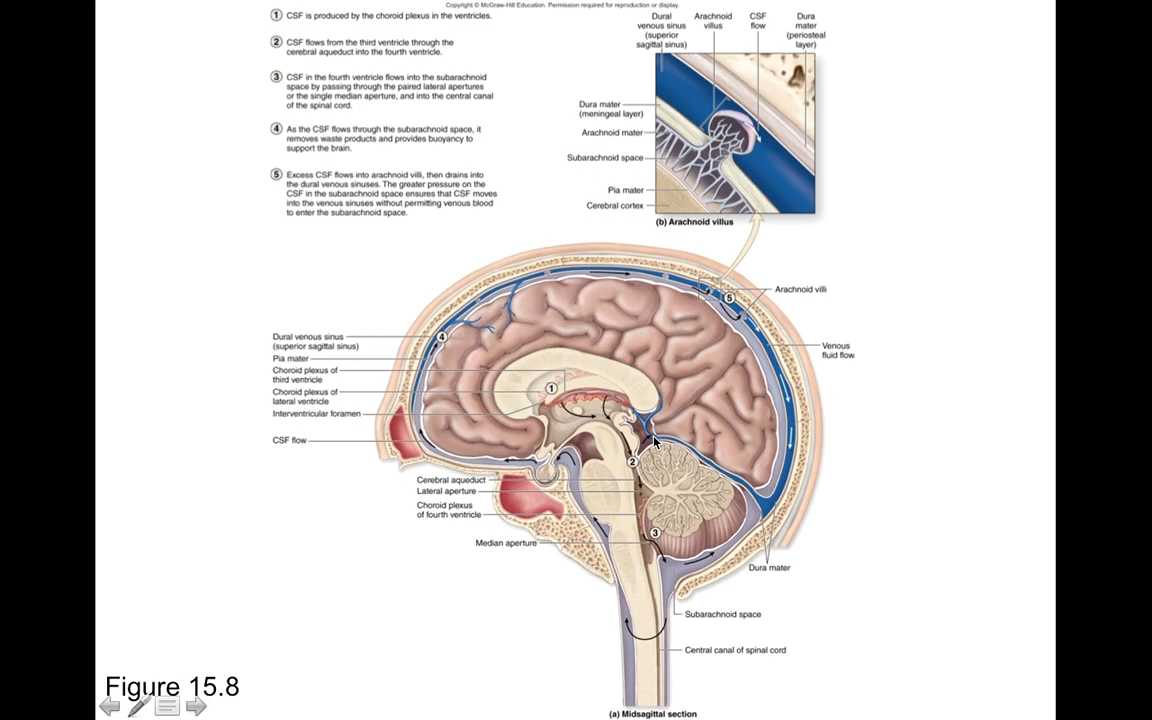 Copyright © McGraw-Hill Education. Permission required for reproduction or display.
1 CSF is produced by the choroid plexus in the ventricles.
2 CSF flows from the third ventricle through the
cerebral aqueduct into the fourth ventricle.
3 CSF in the fourth ventricle flows into the subarachnoid
space by passing through the paired lateral apertures
or the single median aperture, and into the central canal
of the spinal cord.
4 As the CSF flows through the subarachnoid space, it
removes waste products and provides buoyancy to
support the brain.
5 Excess CSF flows into arachnoid villi, then drains into
the dural venous sinuses. The greater pressure on the
CSF in the subarachnoid space ensures that CSF moves
into the venous sinuses without permitting venous blood
to enter the subarachnoid space.
Dural
venous sinus
(superior
sagittal sinus)
Arachnoid
villus
CSF
flow
Dura
mater
(periosteal
layer)
Dura mater
(meningeal layer)
Arachnoid mater
Subarachnoid space
Pia mater
Cerebral cortex
(b) Arachnoid villus
Arachnoid villi
5
4
Dural venous sinus
(superior sagittal sinus)
Pia mater
Choroid plexus of
third ventricle
Choroid plexus of
lateral ventricle
Interventricular foramen
CSF flow
Venous
fluid flow
1
2
Cerebral aqueduct
Lateral aperture
Choroid plexus
of fourth ventricle
3
Median aperture
Dura mater
Subarachnoid space
Central canal of spinal cord
Figure 15.8
(a) Midsagittal section